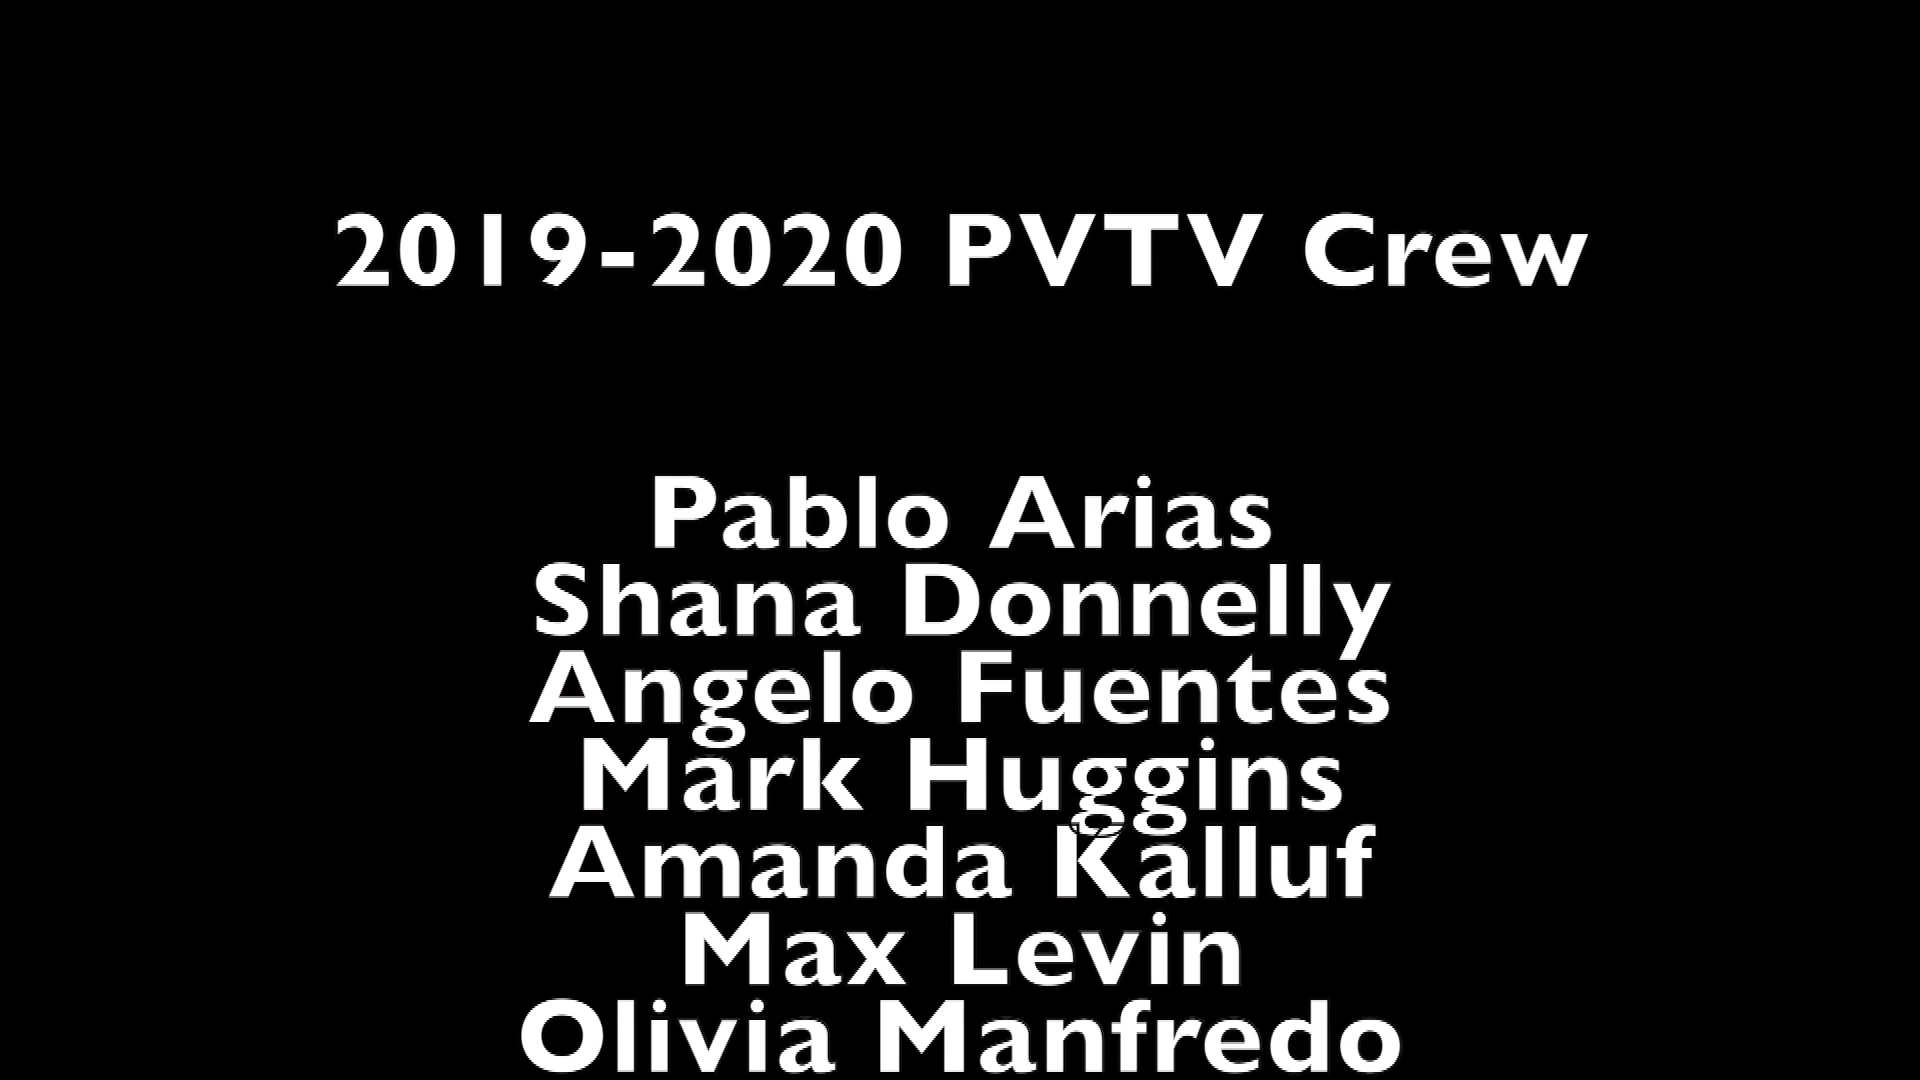 2019-2020 PVTV Crew
Pablo Arias
Shana Donnelly
Angelo Fuentes
Mark Huggins
Amanda Kalluf
Max Levin
Olivia Manfredo